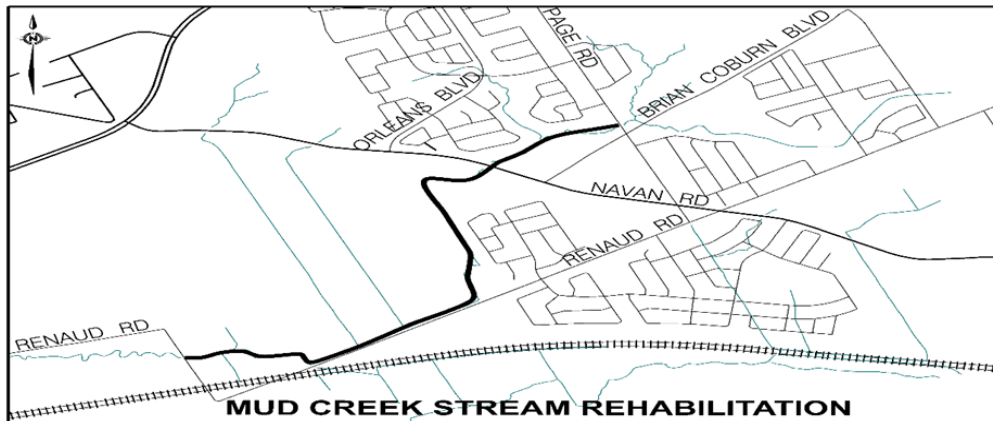 N
PAGE RD
BRIAN COBURN BLVD
ORLEANS BLVD
NAVAN RD
RENAUD RD
RENAUD RD
MUD CREEK STREAM REHABILITATION